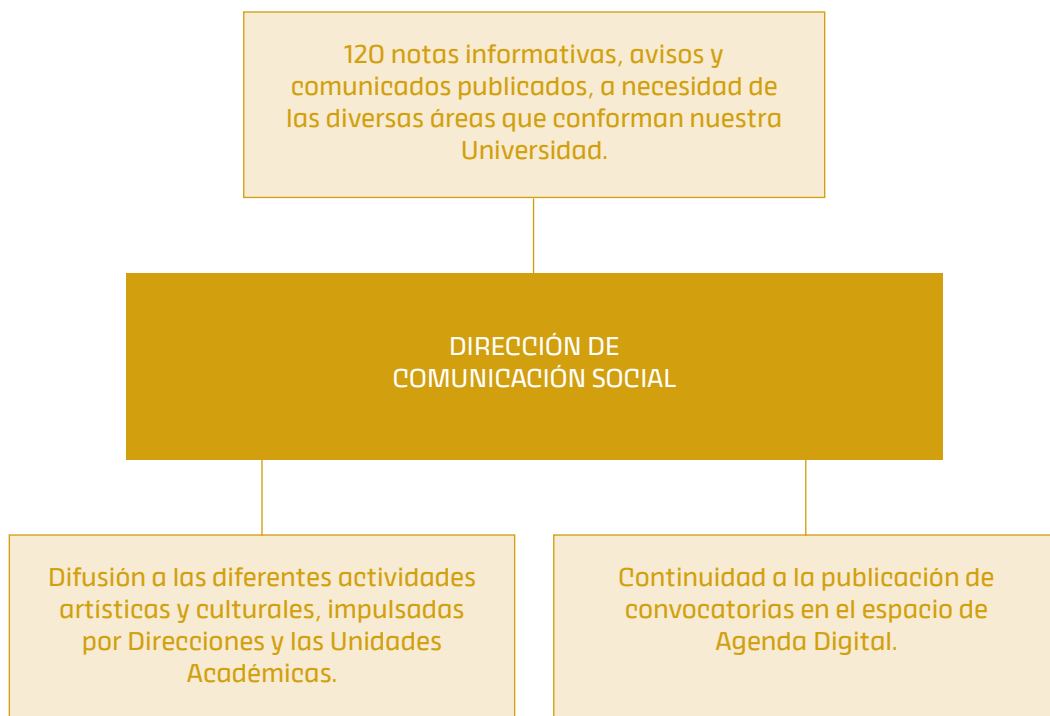 120 notas informativas, avisos y
comunicados publicados, a necesidad de
las diversas áreas que conforman nuestra
Universidad.
DIRECCIÓN DE
COMUNICACIÓN SOCIAL
Difusión a las diferentes actividades
artísticas y culturales, impulsadas
por Direcciones y las Unidades
Académicas.
Continuidad a la publicación de
convocatorias en el espacio de
Agenda Digital.